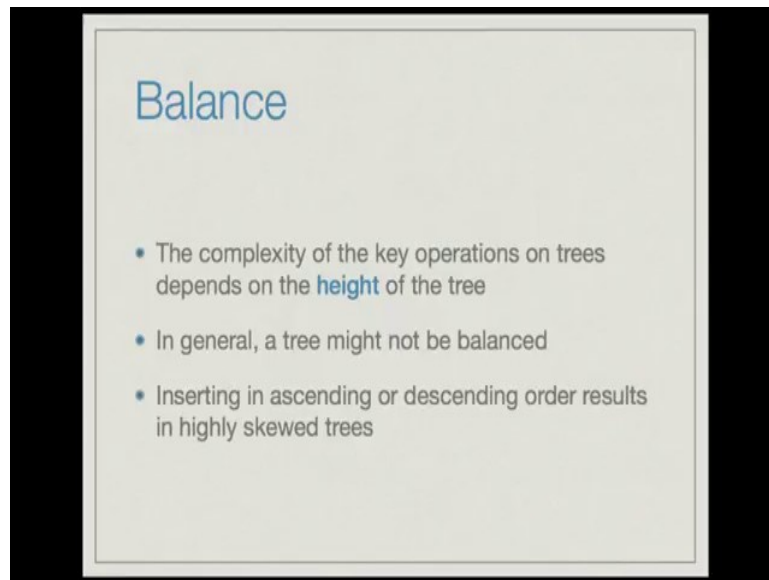 Balance
• The complexity of the key operations on trees
depends on the height of the tree
• In general, a tree might not be balanced
• Inserting in ascending or descending order results
in highly skewed trees